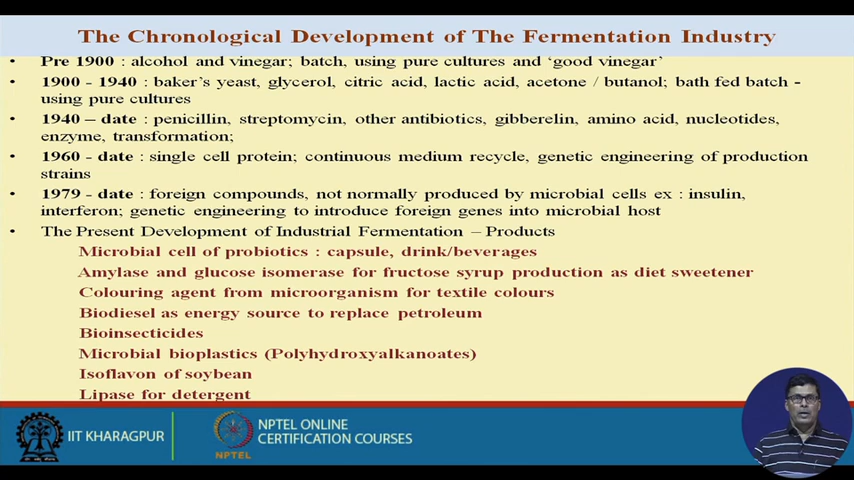 The Chronological Development of The Fermentation Industry
• Pre 1900 : alcohol and vinegar; batch, using pure cultures and ‘good vinegar’
• 1900 - 1940 : baker’s yeast, glycerol, citric acid, lactic acid, acetone / butanol; bath fed batch -
using pure cultures
• 1940 – date : penicillin, streptomycin, other antibiotics, gibberelin, amino acid, nucleotides,
enzyme, transformation;
• 1960 - date : single cell protein; continuous medium recycle, genetic engineering of production
strains
• 1979 - date : foreign compounds, not normally produced by microbial cells ex : insulin,
interferon; genetic engineering to introduce foreign genes into microbial host
• The Present Development of Industrial Fermentation – Products
Microbial cell of probiotics : capsule, drink/beverages
Amylase and glucose isomerase for fructose syrup production as diet sweetener
Colouring agent from microorganism for textile colours
Biodiesel as energy source to replace petroleum
Bioinsecticides
Microbial bioplastics (Polyhydroxyalkanoates)
Isoflavon of soybean
Lipase for detergent
IIT KHARAGPUR
NPTEL
NPTEL ONLINE
CERTIFICATION COURSES